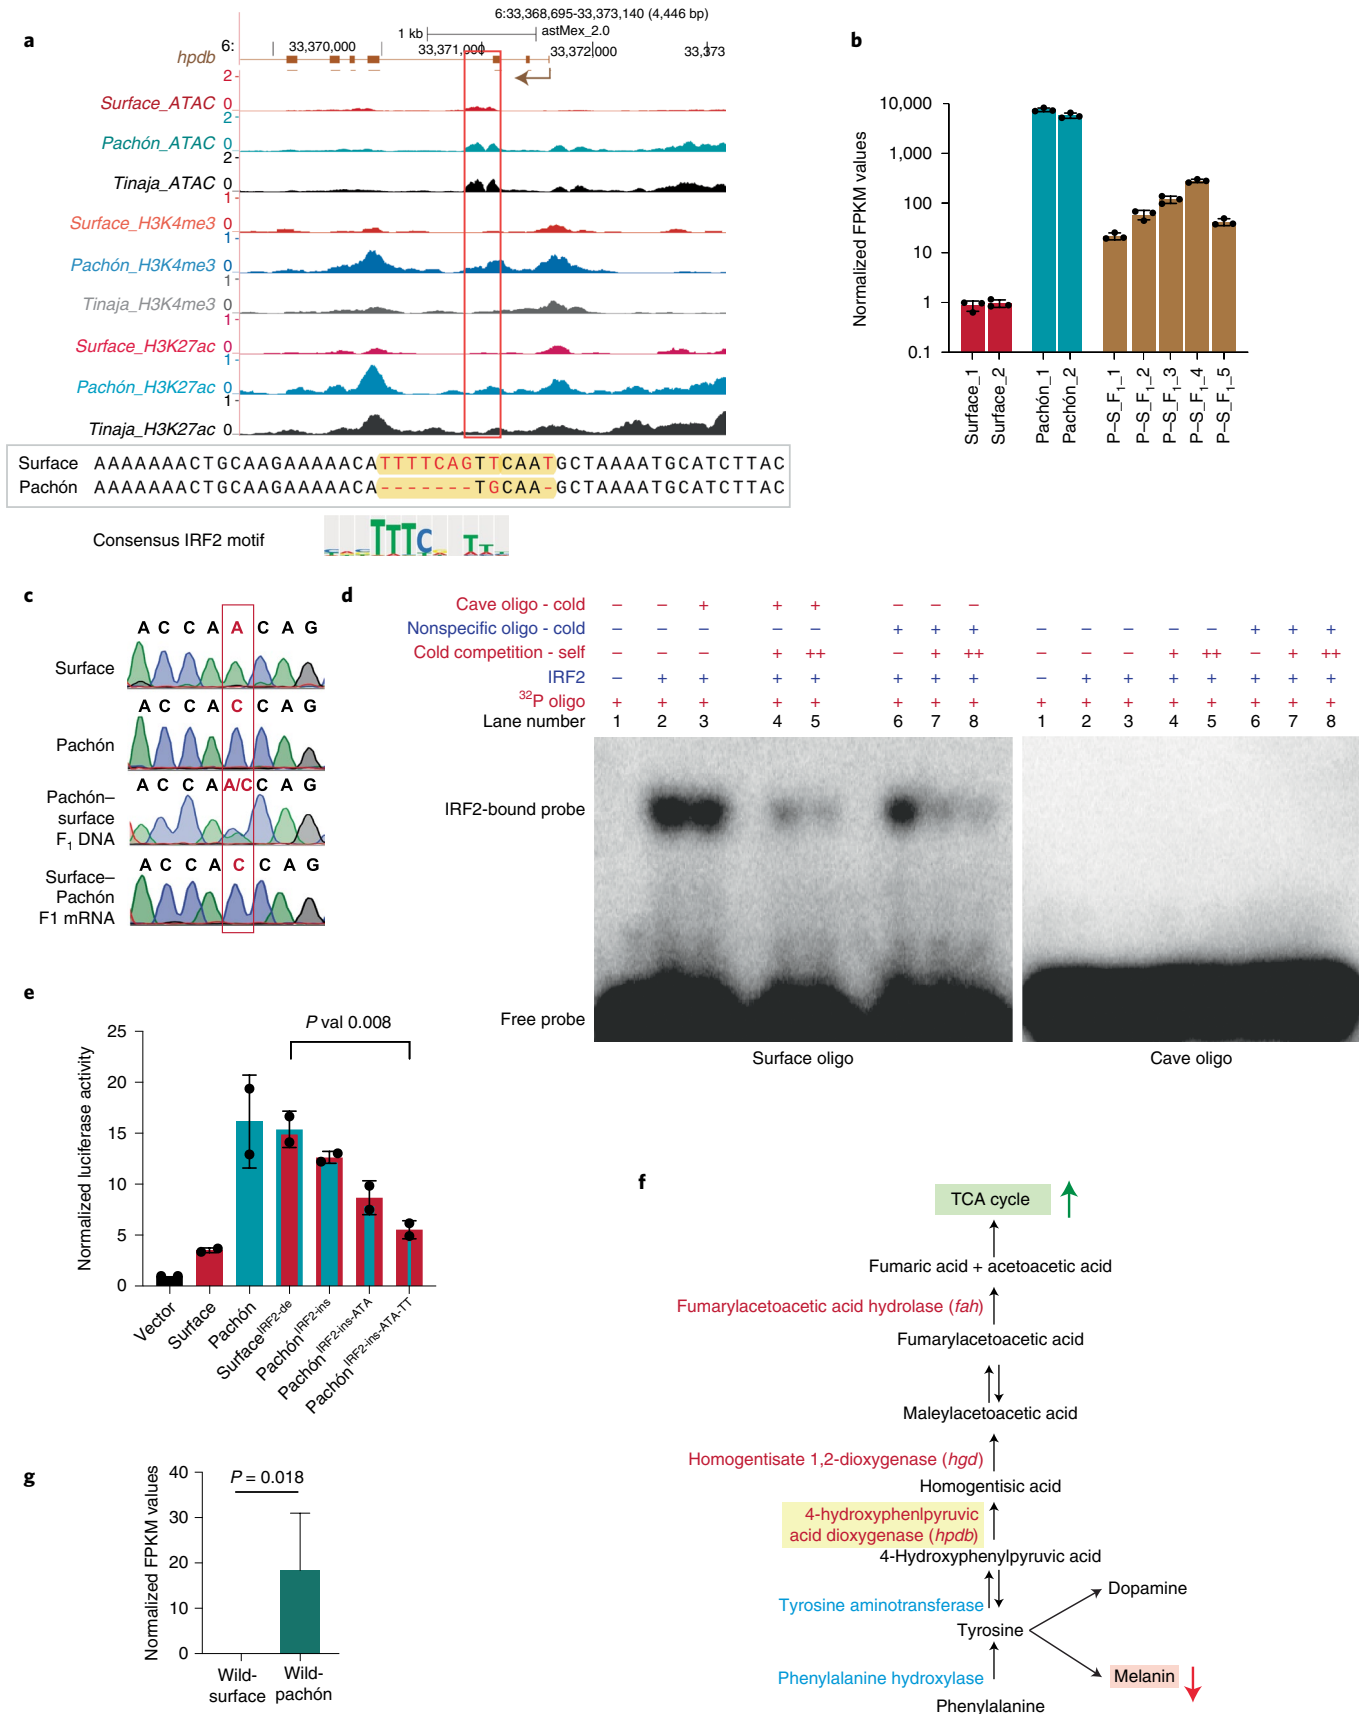 a
6:33,368,695-33,373,140 (4,446 bp)
1 kb
astMex_2.0
6:
33,370,000
33,371,000
33,372,000
33,373
hpdb
2
Surface_ATAC 0
2
Pachón_ATAC 0
2
Tinaja_ATAC 0
1
Surface_H3K4me3 0
1
Pachón_H3K4me3 0
1
Tinaja_H3K4me3 0
1
Surface_H3K27ac 0
1
Pachón_H3K27ac 0
1
Tinaja_H3K27ac 0
Surface AAAAAAACTGCAAGAAAAACATTTTCAGTTCAATGCTAAAATGCATCTTAC
Pachón AAAAAAACTGCAAGAAAAACA-------TGCAA-GCTAAAATGCATCTTAC
Consensus IRF2 motif
TTTC TT
b
Normalized FPKM values
10,000
1,000
100
10
1
0.1
Surface_1
Surface_2
Pachón_1
Pachón_2
P–S_F1_1
P–S_F1_2
P–S_F1_3
P–S_F1_4
P–S_F1_5
c
A C C A A C A G
Surface
A C C A C C A G
Pachón
A C C A A/C C A G
Pachón–
surface
F1 DNA
A C C A C C A G
Surface–
Pachón
F1 mRNA
d
Cave oligo - cold – – + + + – – –
Nonspecific oligo - cold – – – – – + + + – – – – – + + +
Cold competition - self – – – + ++ – + ++ – – – + ++ – + ++
IRF2 – + + + + + + + – + + + + + + +
32P oligo + + + + + + + + + + + + + + + +
Lane number 1 2 3 4 5 6 7 8 1 2 3 4 5 6 7 8
IRF2-bound probe
Free probe
Surface oligo
Cave oligo
e
Normalized luciferase activity
25
20
15
10
5
0
P val 0.008
Vector
Surface
Pachón
Surface IRF2-de
Pachón IRF2-ins
Pachón IRF2-ins-ATA
Pachón IRF2-ins-ATA-TT
f
TCA cycle
Fumaric acid + acetoacetic acid
Fumarylacetoacetic acid hydrolase (fah)
Fumarylacetoacetic acid
Maleylacetoacetic acid
Homogentisate 1,2-dioxygenase (hgd)
Homogentisic acid
4-hydroxyphenlpyruvic
acid dioxygenase (hpdb)
4-Hydroxyphenylpyruvic acid
Tyrosine aminotransferase
Dopamine
Tyrosine
Phenylalanine hydroxylase
Melanin
Phenylalanine
g
Normalized FPKM values
40
30
20
10
0
P = 0.018
Wild-
surface
Wild-
pachón